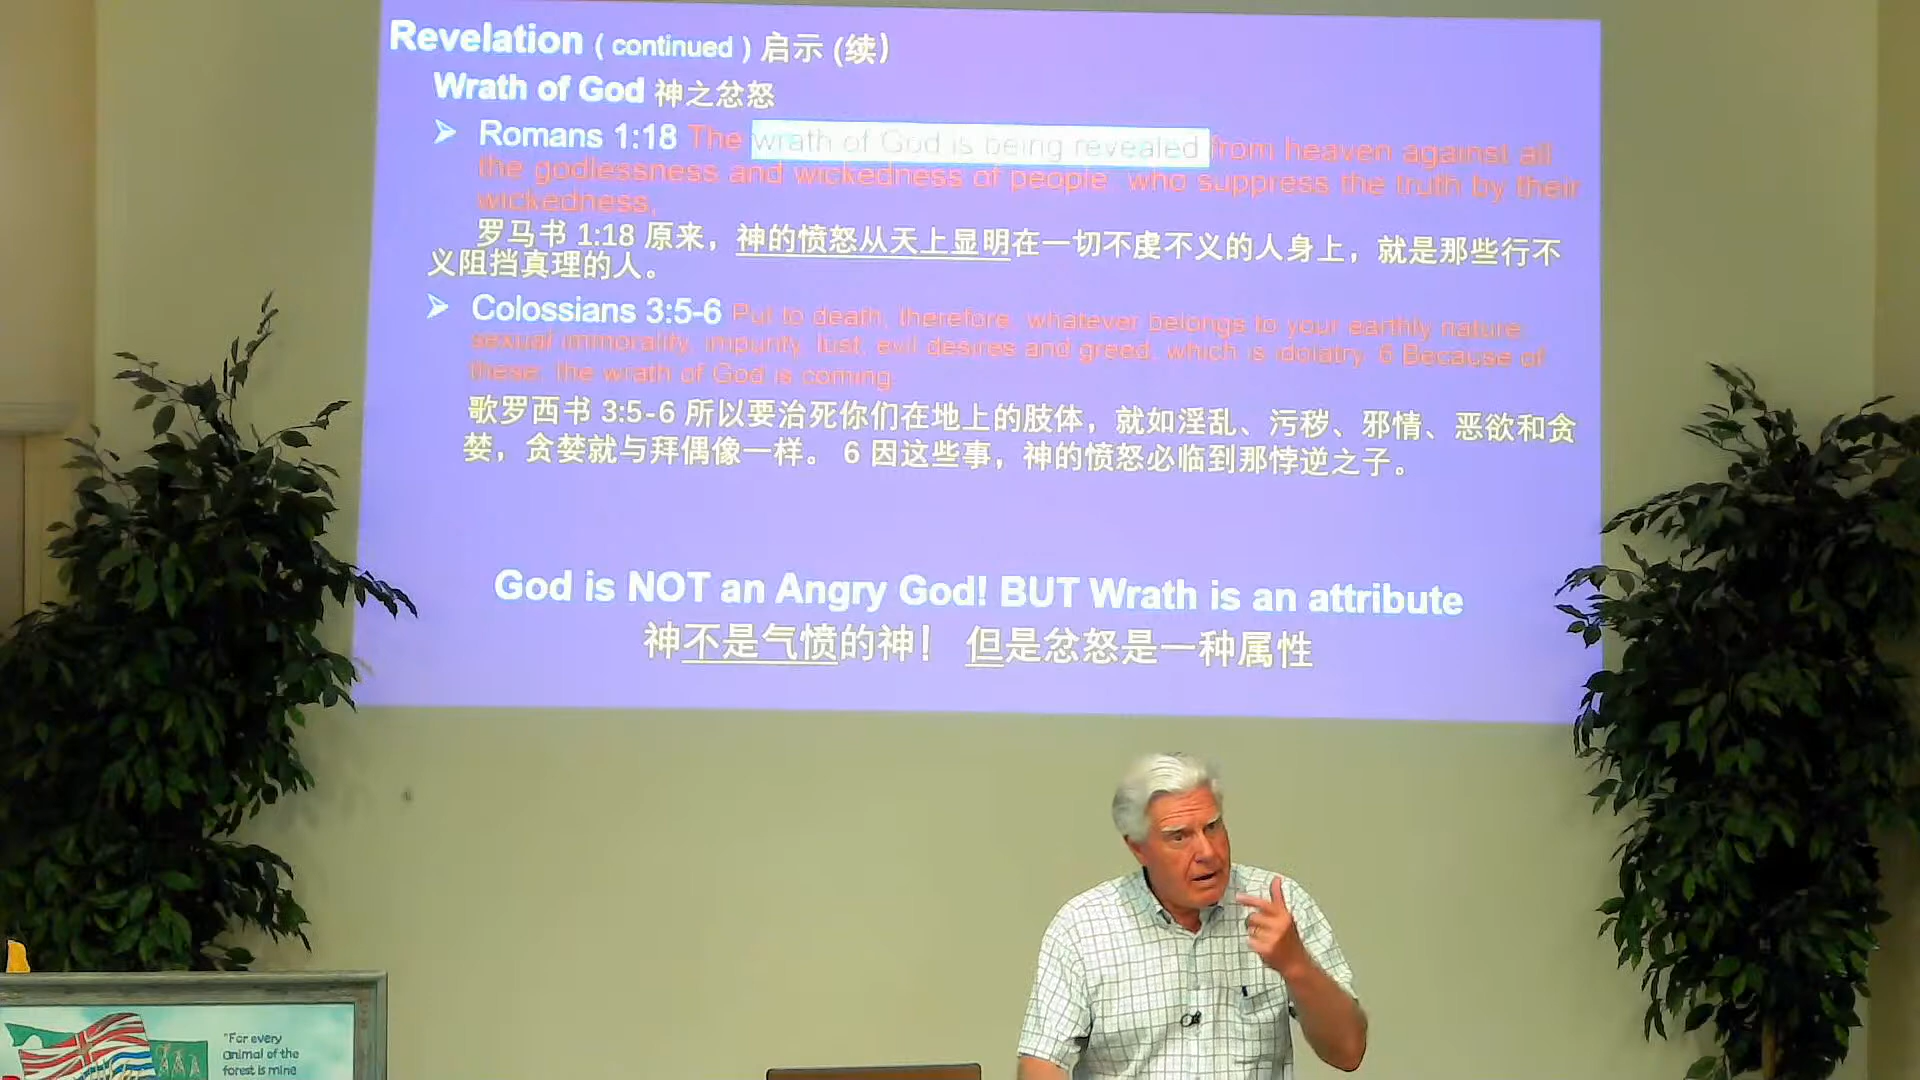 Revelation ( continued ) 启示 (续)
Wrath of God 神之忿怒
➢ Romans 1:18 The wrath of God is being revealed from heaven against all
the godlessness and wickedness of people, who suppress the truth by their
wickedness,
罗马书 1:18 原来，神的愤怒从天上显明在一切不虔不义的人身上，就是那些行不
义阻挡真理的人。
➢ Colossians 3:5-6 Put to death, therefore, whatever belongs to your earthly nature:
sexual immorality, impurity, lust, evil desires and greed, which is idolatry. 6 Because of
these, the wrath of God is coming.
歌罗西书 3:5-6 所以要治死你们在地上的肢体，就如淫乱、污秽、邪情、恶欲和贪
婪，贪婪就与拜偶像一样。 6 因这些事，神的愤怒必临到那悖逆之子。
God is NOT an Angry God! BUT Wrath is an attribute
神不是气愤的神！ 但是忿怒是一种属性
"For every
animal of the
forest is mine